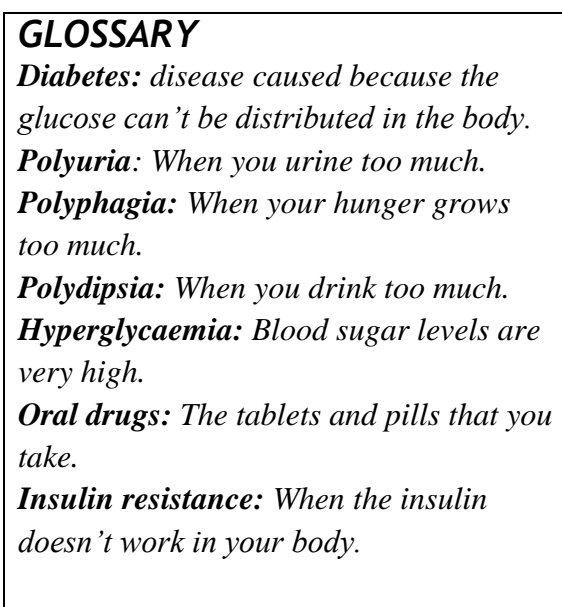 GLOSSARY
Diabetes: disease caused because the
glucose can’t be distributed in the body.
Polyuria: When you urine too much.
Polyphagia: When your hunger grows
too much.
Polydipsia: When you drink too much.
Hyperglycaemia: Blood sugar levels are
very high.
Oral drugs: The tablets and pills that you
take.
Insulin resistance: When the insulin
doesn’t work in your body.